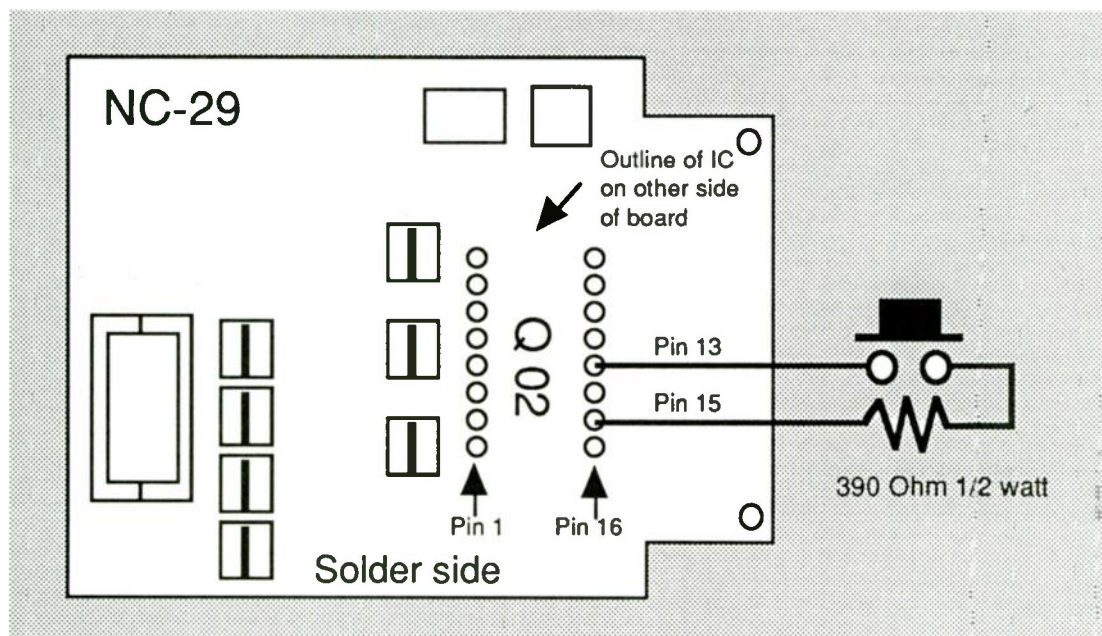 NC-29
Outline of IC
on other side
of board
Q 02
Pin 13
Pin 15
390 Ohm 1/2 watt
Pin 1
Pin 16
Solder side